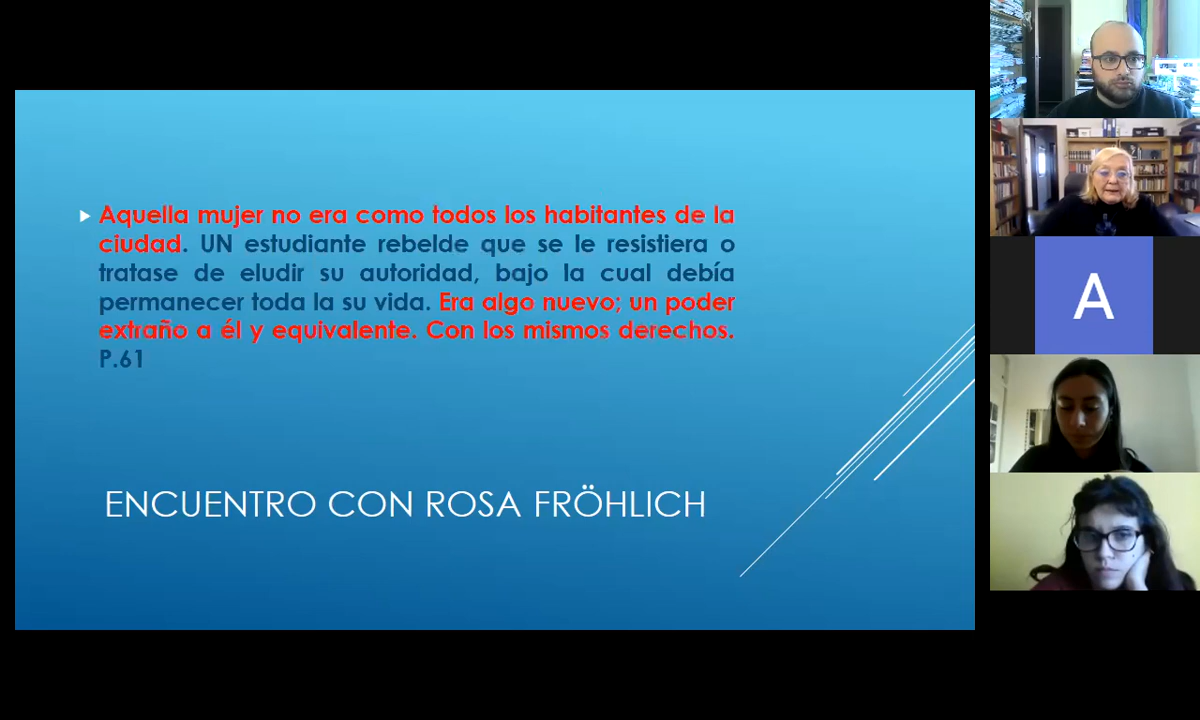 Aquella mujer no era como todos los habitantes de la
ciudad. UN estudiante rebelde que se le resistiera o
tratase de eludir su autoridad, bajo la cual debía
permanecer toda la su vida. Era algo nuevo; un poder
extraño a él y equivalente. Con los mismos derechos.
P.61
ENCUENTRO CON ROSA FRÖHLICH
A